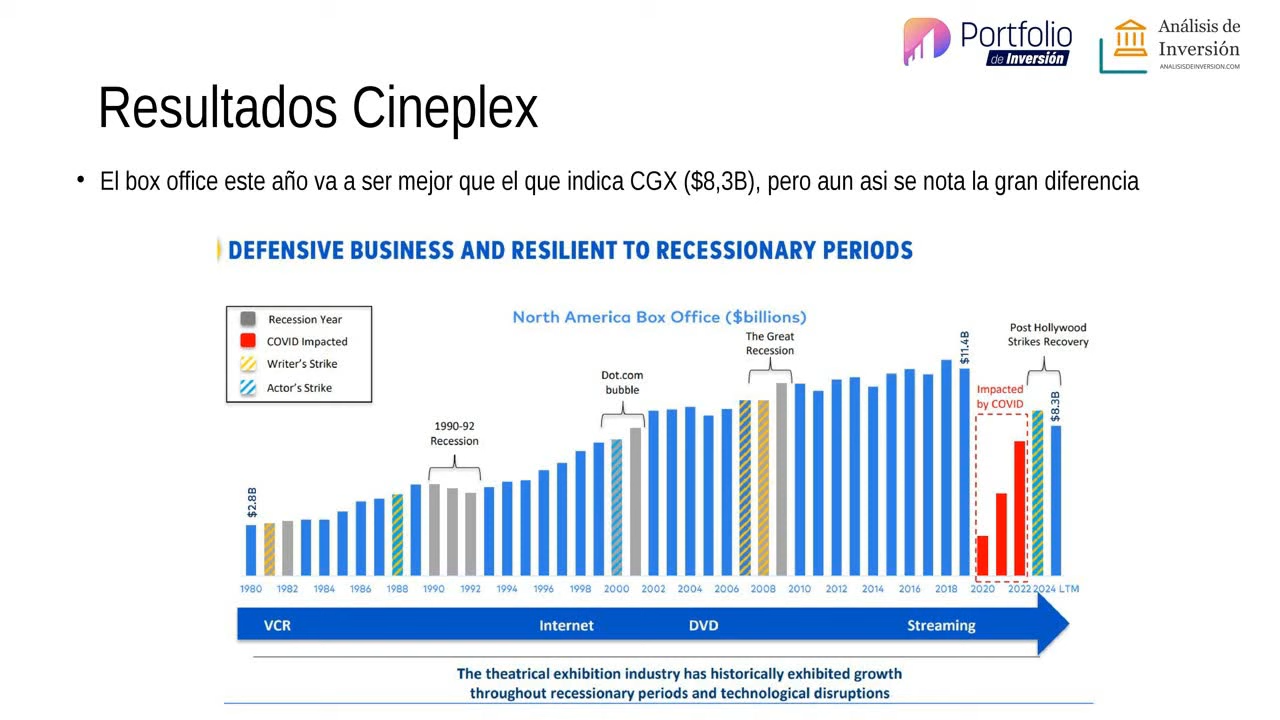 Portfolio
de Inversión
Análisis de
Inversión
ANALISISDEINVERSION.COM
Resultados Cineplex
• El box office este año va a ser mejor que el que indica CGX ($8,3B), pero aun asi se nota la gran diferencia
DEFENSIVE BUSINESS AND RESILIENT TO RECESSIONARY PERIODS
Recession Year
COVID Impacted
Writer's Strike
Actor's Strike
North America Box Office ($billions)
The Great
Recession
Post Hollywood
Strikes Recovery
Dot.com
bubble
1990-92
Recession
Impacted
by COVID
$2.8B
$11.4B
$8.3B
1980 1982 1984 1986 1988 1990 1992 1994 1996 1998 2000 2002 2004 2006 2008 2010 2012 2014 2016 2018 2020 2022 2024 LTM
VCR Internet DVD Streaming
The theatrical exhibition industry has historically exhibited growth
throughout recessionary periods and technological disruptions